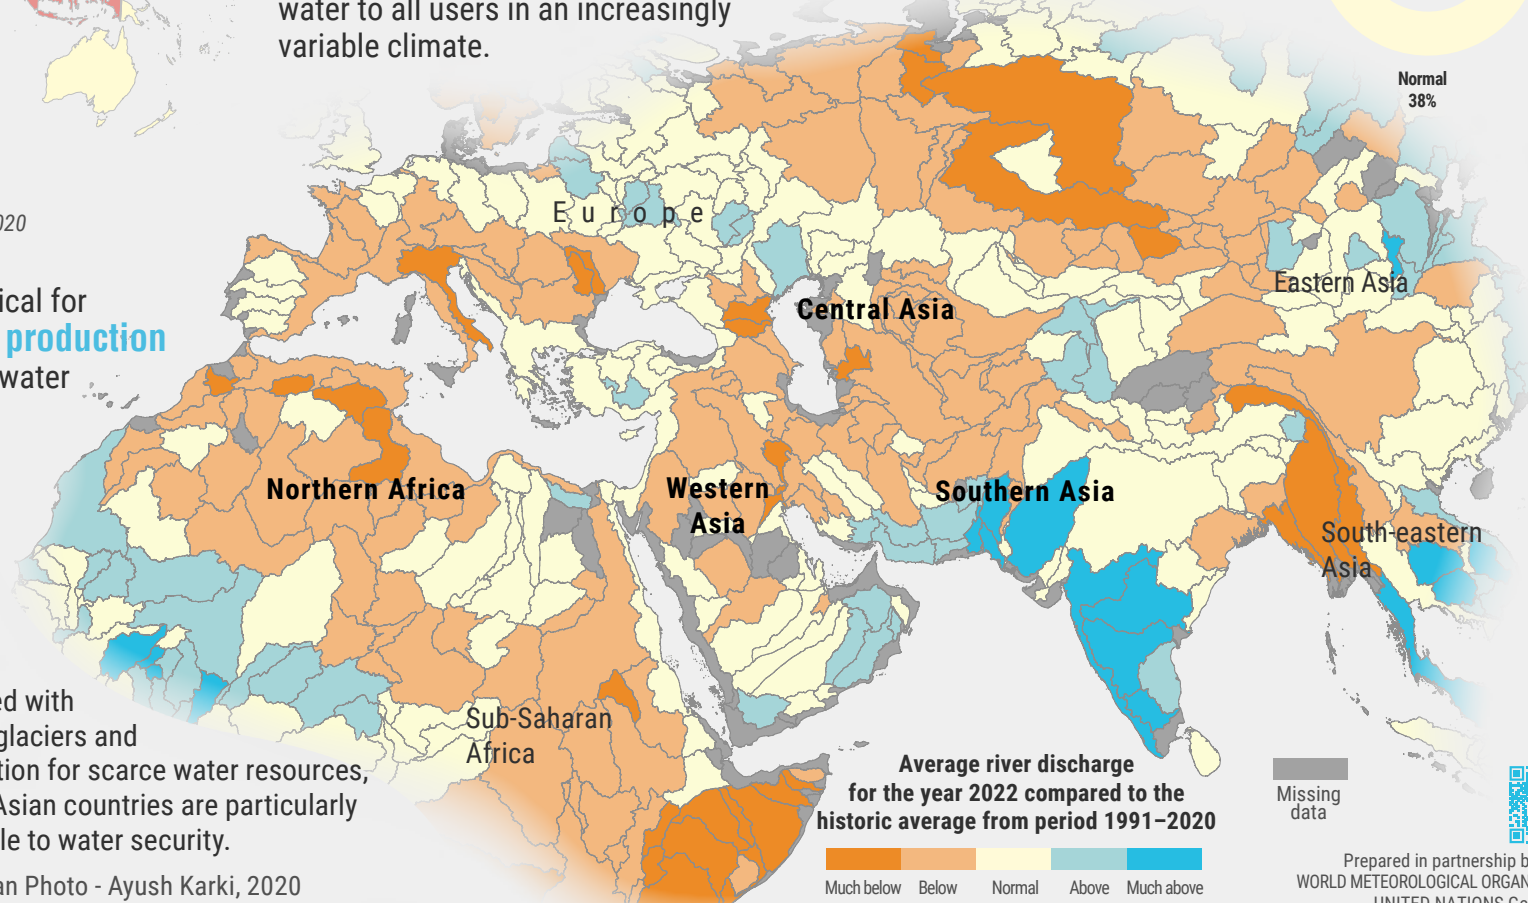 water to all users in an increasingly
variable climate.
Normal
38%
020
ical for
production
water
Europe
Central Asia
Eastern Asia
Northern Africa
Western
Asia
Southern Asia
South-eastern
Asia
Sub-Saharan
Africa
ed with
glaciers and
tion for scarce water resources,
Asian countries are particularly
le to water security.
an Photo - Ayush Karki, 2020
Average river discharge
for the year 2022 compared to the
historic average from period 1991–2020
Much below Below Normal Above Much above
Missing
data
Prepared in partnership b
WORLD METEOROLOGICAL ORGAN